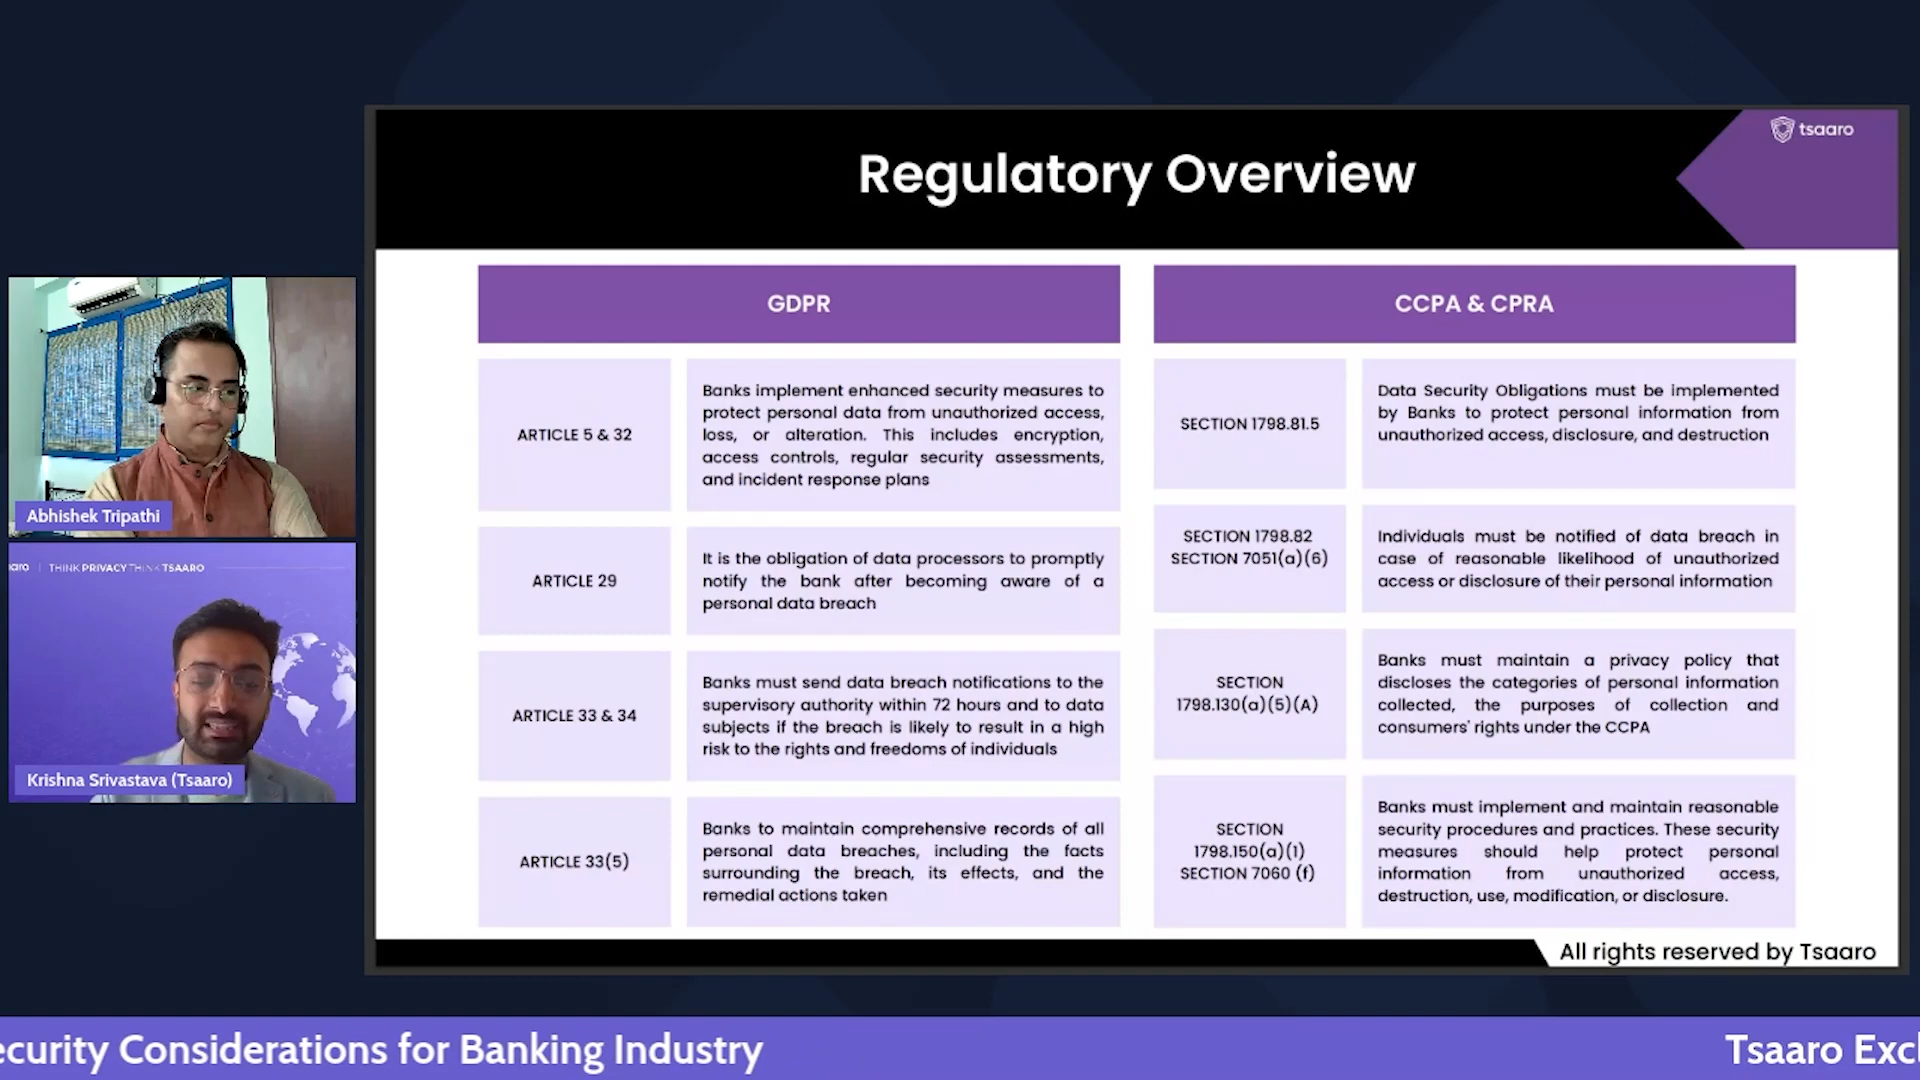 tsaaro
Regulatory Overview
GDPR
ARTICLE 5 & 32
Banks implement enhanced security measures to
protect personal data from unauthorized access,
loss, or alteration. This includes encryption,
access controls, regular security assessments,
and incident response plans
ARTICLE 29
It is the obligation of data processors to promptly
notify the bank after becoming aware of a
personal data breach
ARTICLE 33 & 34
Banks must send data breach notifications to the
supervisory authority within 72 hours and to data
subjects if the breach is likely to result in a high
risk to the rights and freedoms of individuals
ARTICLE 33(5)
Banks to maintain comprehensive records of all
personal data breaches, including the facts
surrounding the breach, its effects, and the
remedial actions taken
CCPA & CPRA
SECTION 1798.81.5
Data Security Obligations must be implemented
by Banks to protect personal information from
unauthorized access, disclosure, and destruction
SECTION 1798.82
SECTION 7051(a)(6)
Individuals must be notified of data breach in
case of reasonable likelihood of unauthorized
access or disclosure of their personal information
SECTION
1798.130(a)(5)(A)
Banks must maintain a privacy policy that
discloses the categories of personal information
collected, the purposes of collection and
consumers' rights under the CCPA
SECTION
1798.150(a)(1)
SECTION 7060 (f)
Banks must implement and maintain reasonable
security procedures and practices. These security
measures should help protect personal
information from unauthorized access,
destruction, use, modification, or disclosure.
All rights reserved by Tsaaro
Abhishek Tripathi
aro | THINK PRIVACY THINK TSAARO
Krishna Srivastava (Tsaaro)
ecurity Considerations for Banking Industry
Tsaaro Excl